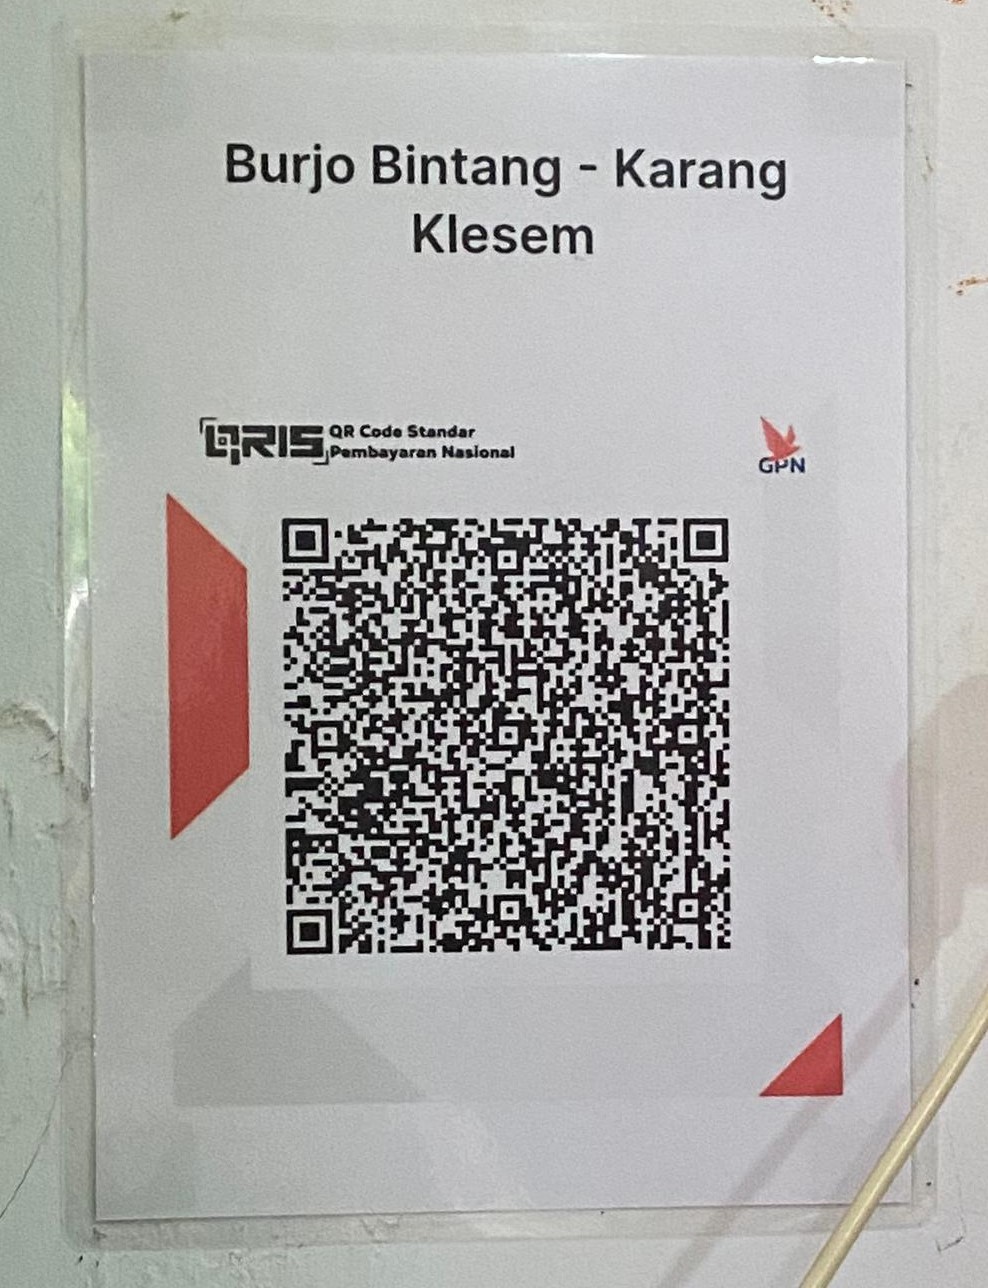 Burjo Bintang - Karang
Klesem
QRIS QR Code Standar
Pembayaran Nasional
GPN